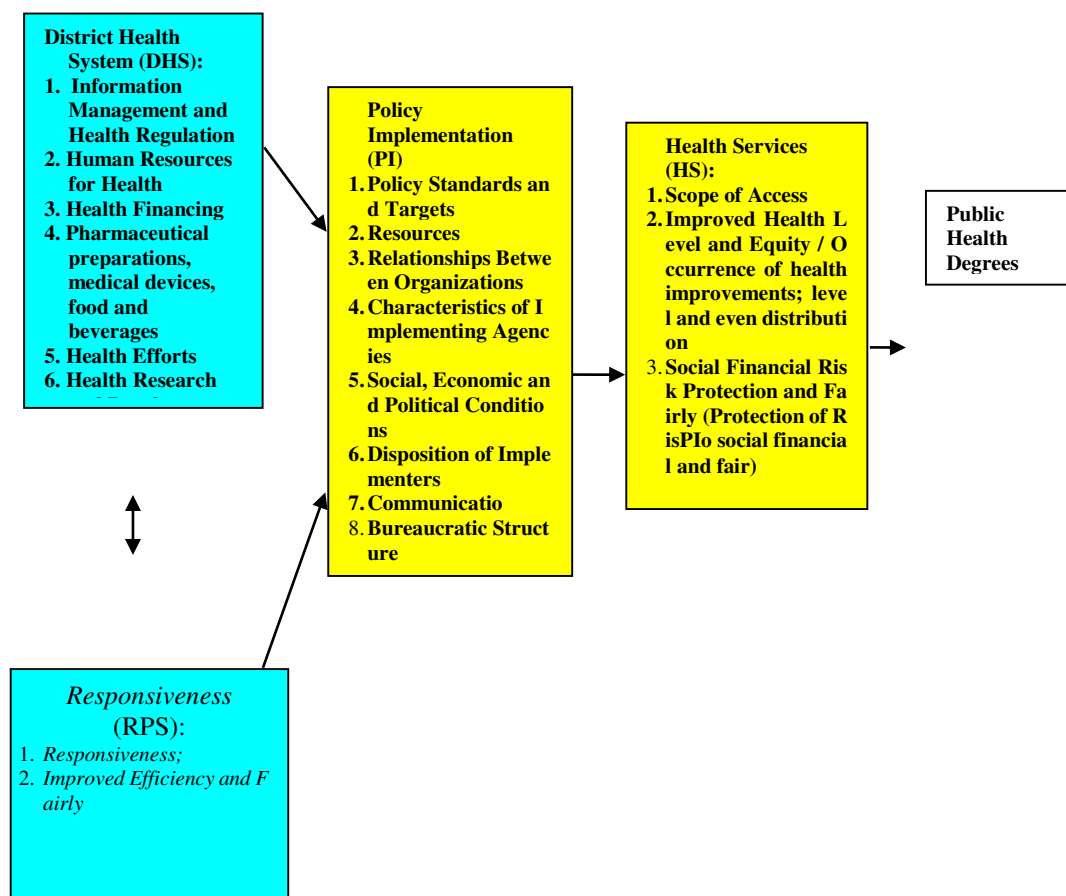 District Health
System (DHS):
1. Information
Management and
Health Regulation
2. Human Resources
for Health
3. Health Financing
4. Pharmaceutical
preparations,
medical devices,
food and
beverages
5. Health Efforts
6. Health Research
Policy
Implementation
(PI)
1. Policy Standards an
d Targets
2. Resources
3. Relationships Betwe
en Organizations
4. Characteristics of I
mplementing Agenc
ies
5. Social, Economic an
d Political Conditio
ns
6. Disposition of Imple
menters
7. Communicatio
8. Bureaucratic Struct
ure
Health Services
(HS):
1. Scope of Access
2. Improved Health L
evel and Equity / O
ccurrence of health
improvements; leve
l and even distributi
on
3. Social Financial Ris
k Protection and Fa
irly (Protection of R
isPIo social financia
l and fair)
Public
Health
Degrees
Responsiveness
(RPS):
1. Responsiveness;
2. Improved Efficiency and F
airly